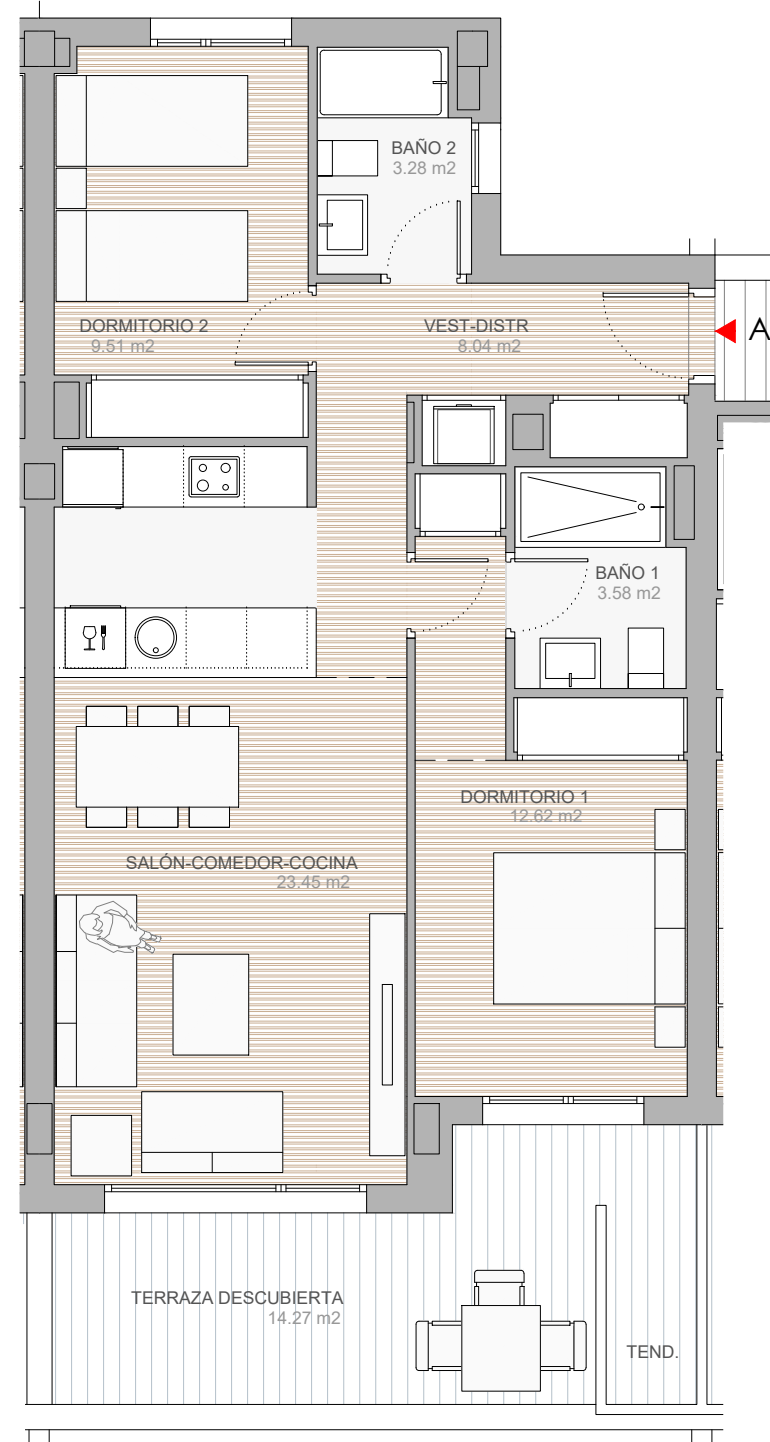 BAÑO 2
3.28 m2
DORMITORIO 2
9.51 m2
VEST-DISTR
8.04 m2
A
BAÑO 1
3.58 m2
DORMITORIO 1
12.62 m2
SALÓN-COMEDOR-COCINA
23.45 m2
TERRAZA DESCUBIERTA
14.27 m2
TEND.